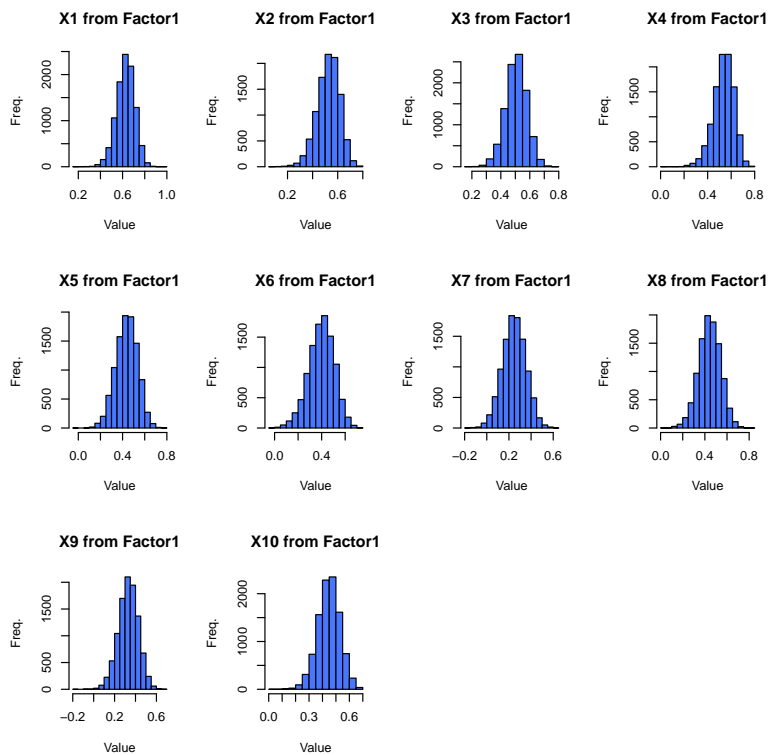 X1 from Factor1
X2 from Factor1
X3 from Factor1
X4 from Factor1
Freq.
0 1000 2000
0.2 0.6 1.0
Value
Freq.
0 500 1500
0.2 0.6
Value
Freq.
0 1000 2000
0.2 0.4 0.6 0.8
Value
Freq.
0 500 1500
0.0 0.4 0.8
Value
X5 from Factor1
X6 from Factor1
X7 from Factor1
X8 from Factor1
Freq.
0 500 1500
0.0 0.4 0.8
Value
Freq.
0 500 1500
0.0 0.4
Value
Freq.
0 500 1500
−0.2 0.2 0.6
Value
Freq.
0 500 1500
0.0 0.4 0.8
Value
X9 from Factor1
X10 from Factor1
Freq.
0 500 1500
−0.2 0.2 0.6
Value
Freq.
0 1000 2000
0.0 0.3 0.6
Value